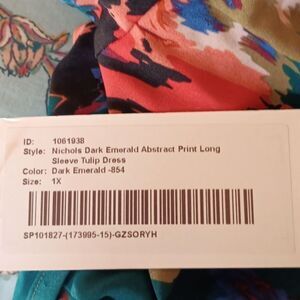 ID: 1061938
Style: Nichols Dark Emerald Abstract Print Long
Sleeve Tulip Dress
Color: Dark Emerald -854
Size: 1X
SP101827-(173995-15)-GZSORYH